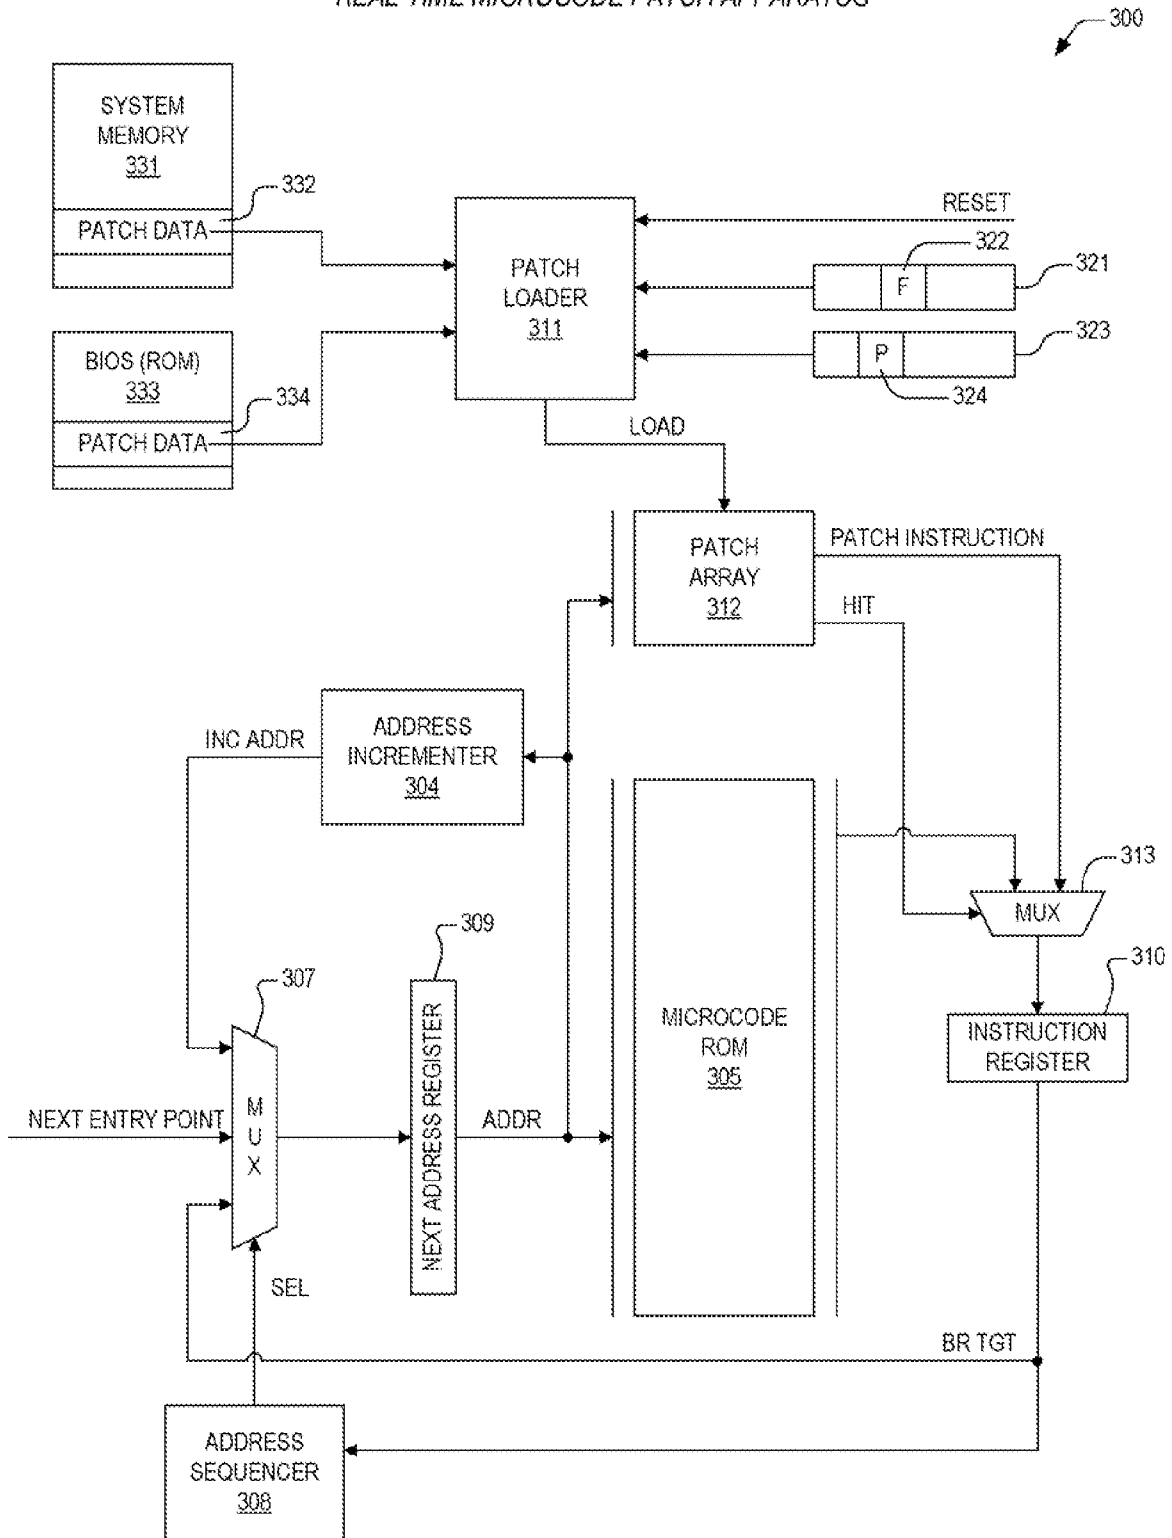 REAL TIME MICROCODE PATCH APPARATUS
300
SYSTEM
MEMORY
331
332
PATCH DATA
BIOS (ROM)
333
334
PATCH DATA
PATCH
LOADER
311
RESET
322
F
321
323
P
324
LOAD
PATCH
ARRAY
312
PATCH INSTRUCTION
HIT
INC ADDR
ADDRESS
INCREMENTER
304
313
MUX
309
310
307
MICROCODE
ROM
305
INSTRUCTION
REGISTER
NEXT ENTRY POINT
M
U
X
NEXT ADDRESS REGISTER
ADDR
SEL
BR TGT
ADDRESS
SEQUENCER
308